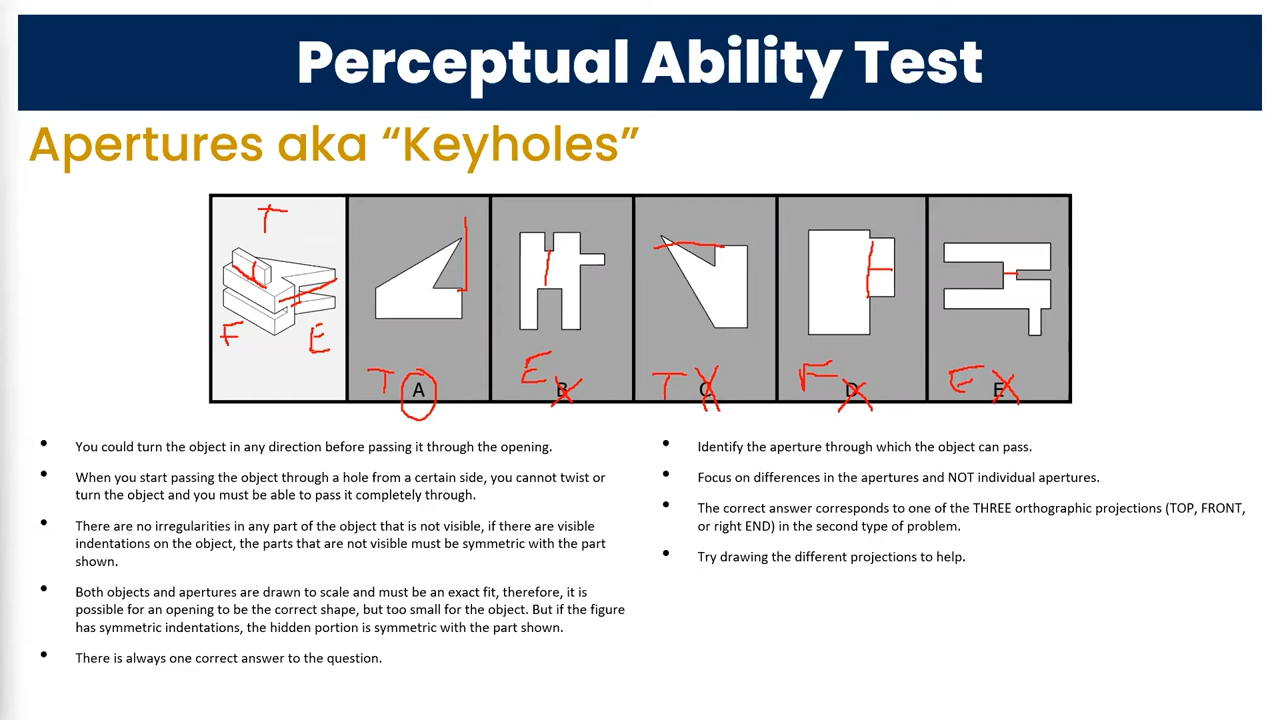 Perceptual Ability Test
Apertures aka “Keyholes”
T
F
E
T A
E B
T C
F D
E E
• You could turn the object in any direction before passing it through the opening.
• When you start passing the object through a hole from a certain side, you cannot twist or
turn the object and you must be able to pass it completely through.
• There are no irregularities in any part of the object that is not visible, if there are visible
indentations on the object, the parts that are not visible must be symmetric with the part
shown.
• Both objects and apertures are drawn to scale and must be an exact fit, therefore, it is
possible for an opening to be the correct shape, but too small for the object. But if the figure
has symmetric indentations, the hidden portion is symmetric with the part shown.
• There is always one correct answer to the question.
• Identify the aperture through which the object can pass.
• Focus on differences in the apertures and NOT individual apertures.
• The correct answer corresponds to one of the THREE orthographic projections (TOP, FRONT,
or right END) in the second type of problem.
• Try drawing the different projections to help.